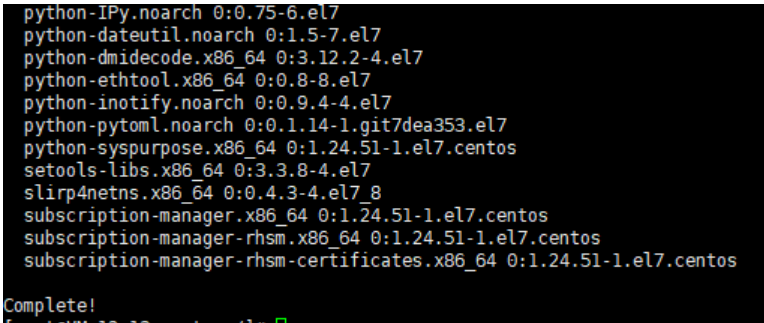 python-IPy.noarch 0:0.75-6.el7
python-dateutil.noarch 0:1.5-7.el7
python-dmidecode.x86_64 0:3.12.2-4.el7
python-ethtool.x86_64 0:0.8-8.el7
python-inotify.noarch 0:0.9.4-4.el7
python-pytoml.noarch 0:0.1.14-1.git7dea353.el7
python-syspurpose.x86_64 0:1.24.51-1.el7.centos
setools-libs.x86_64 0:3.3.8-4.el7
slirp4netns.x86_64 0:0.4.3-4.el7_8
subscription-manager.x86_64 0:1.24.51-1.el7.centos
subscription-manager-rhsm.x86_64 0:1.24.51-1.el7.centos
subscription-manager-rhsm-certificates.x86_64 0:1.24.51-1.el7.centos
Complete!